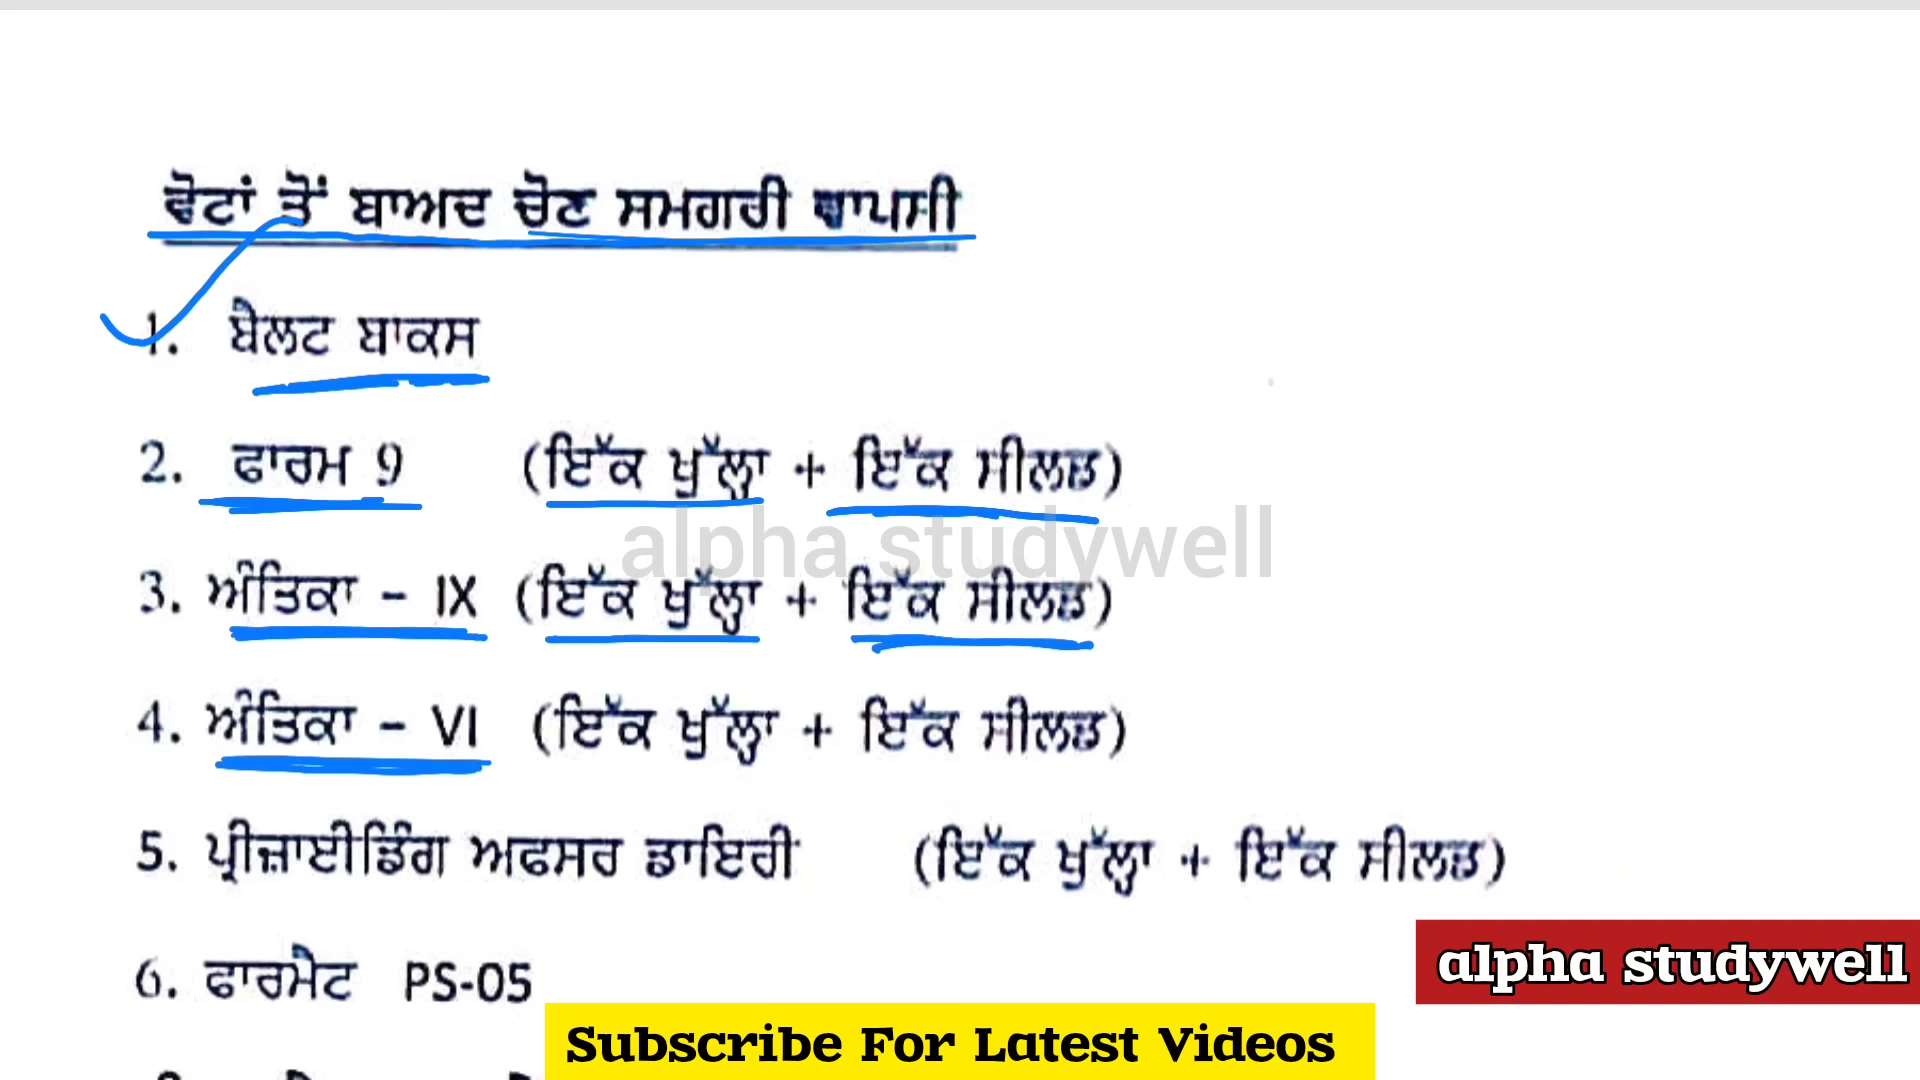 ਵੋਟਾਂ ਤੋਂ ਬਾਅਦ ਚੋਣ ਸਮਗਰੀ ਵਾਪਸੀ
1. ਬੈਲਟ ਬਾਕਸ
2. ਫਾਰਮ 9 (ਇੱਕ ਖੁੱਲ੍ਹਾ + ਇੱਕ ਸੀਲਡ)
alpha studywell
3. ਅੰਤਿਕਾ - IX (ਇੱਕ ਖੁੱਲ੍ਹਾ + ਇੱਕ ਸੀਲਡ)
4. ਅੰਤਿਕਾ - VI (ਇੱਕ ਖੁੱਲ੍ਹਾ + ਇੱਕ ਸੀਲਡ)
5. ਪ੍ਰੀਜ਼ਾਈਡਿੰਗ ਅਫਸਰ ਡਾਇਰੀ (ਇੱਕ ਖੁੱਲ੍ਹਾ + ਇੱਕ ਸੀਲਡ)
6. ਫਾਰਮੈਟ PS-05
alpha studywell
Subscribe For Latest Videos